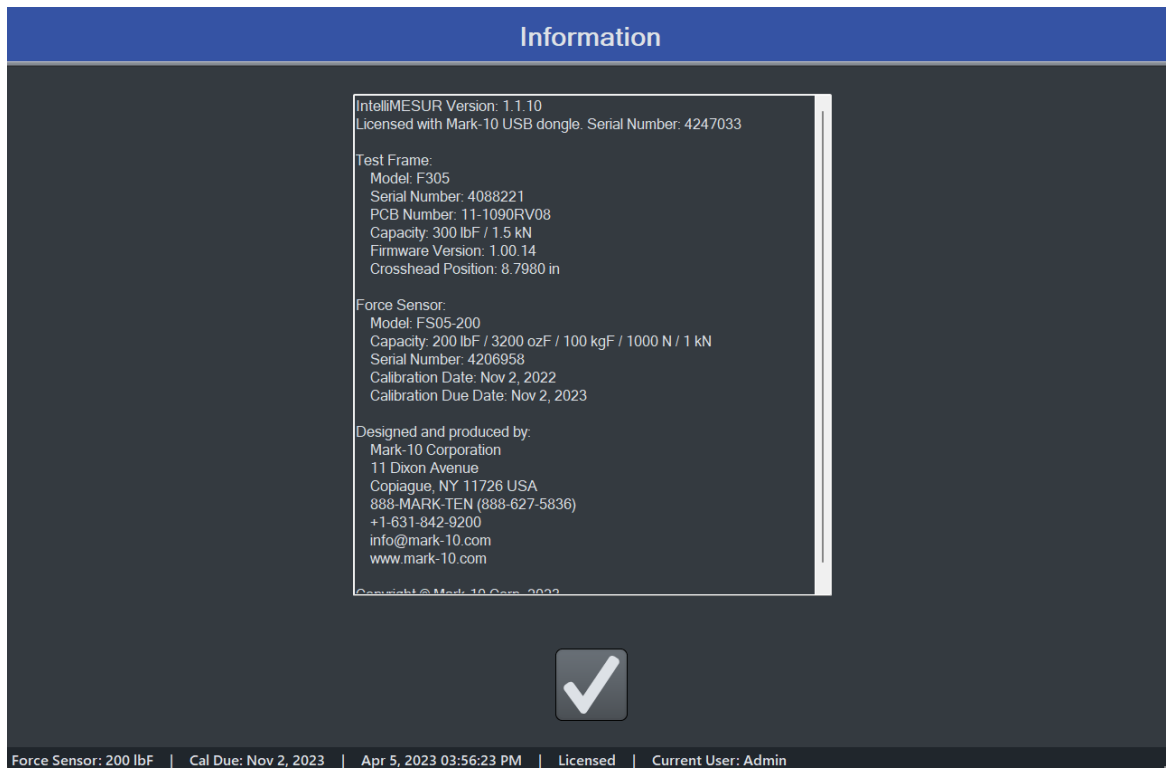 Information
IntelliMESUR Version: 1.1.10
Licensed with Mark-10 USB dongle. Serial Number: 4247033
Test Frame:
Model: F305
Serial Number: 4088221
PCB Number: 11-1090RV08
Capacity: 300 lbF / 1.5 kN
Firmware Version: 1.00.14
Crosshead Position: 8.7980 in
Force Sensor:
Model: FS05-200
Capacity: 200 lbF / 3200 ozF / 100 kgF / 1000 N / 1 kN
Serial Number: 4206958
Calibration Date: Nov 2, 2022
Calibration Due Date: Nov 2, 2023
Designed and produced by:
Mark-10 Corporation
11 Dixon Avenue
Copiague, NY 11726 USA
888-MARK-TEN (888-627-5836)
+1-631-842-9200
info@mark-10.com
www.mark-10.com
Copyright © Mark-10 Corp. 2023
Force Sensor: 200 lbF | Cal Due: Nov 2, 2023 | Apr 5, 2023 03:56:23 PM | Licensed | Current User: Admin